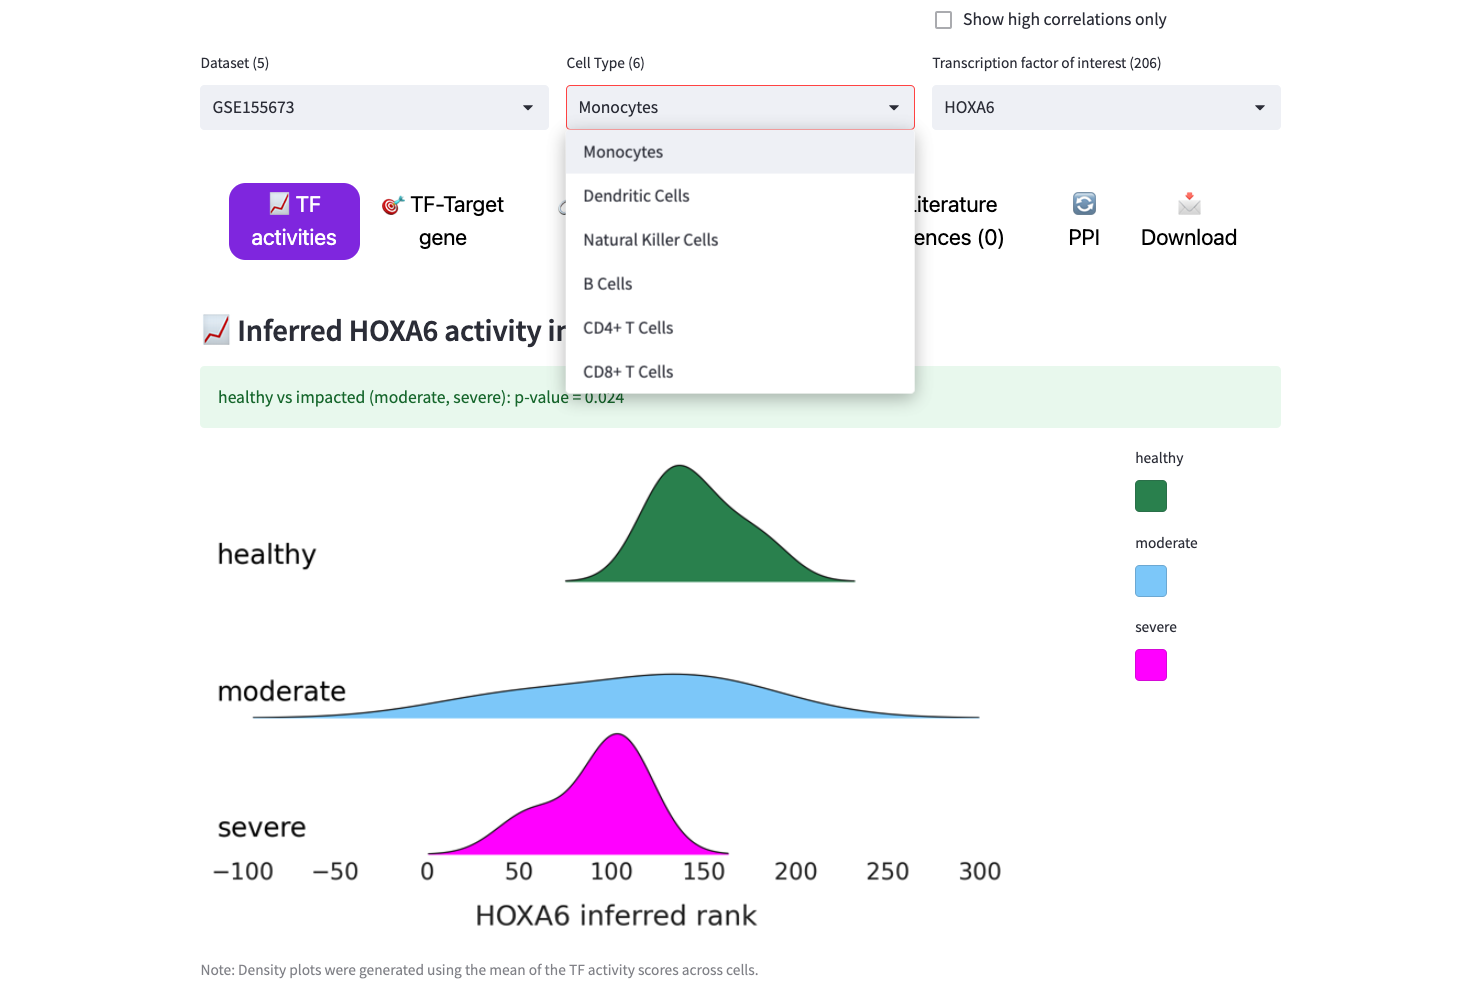 Show high correlations only
Dataset (5)
Cell Type (6)
Transcription factor of interest (206)
GSE155673
Monocytes
HOXA6
Monocytes
Dendritic Cells
Natural Killer Cells
B Cells
CD4+ T Cells
CD8+ T Cells
TF
activities
TF-Target
gene
iterature
ences (0)
PPI
Download
Inferred HOXA6 activity i
healthy vs impacted (moderate, severe): p-value = 0.024
healthy
moderate
severe
healthy
moderate
severe
−100 −50 0 50 100 150 200 250 300
HOXA6 inferred rank
Note: Density plots were generated using the mean of the TF activity scores across cells.